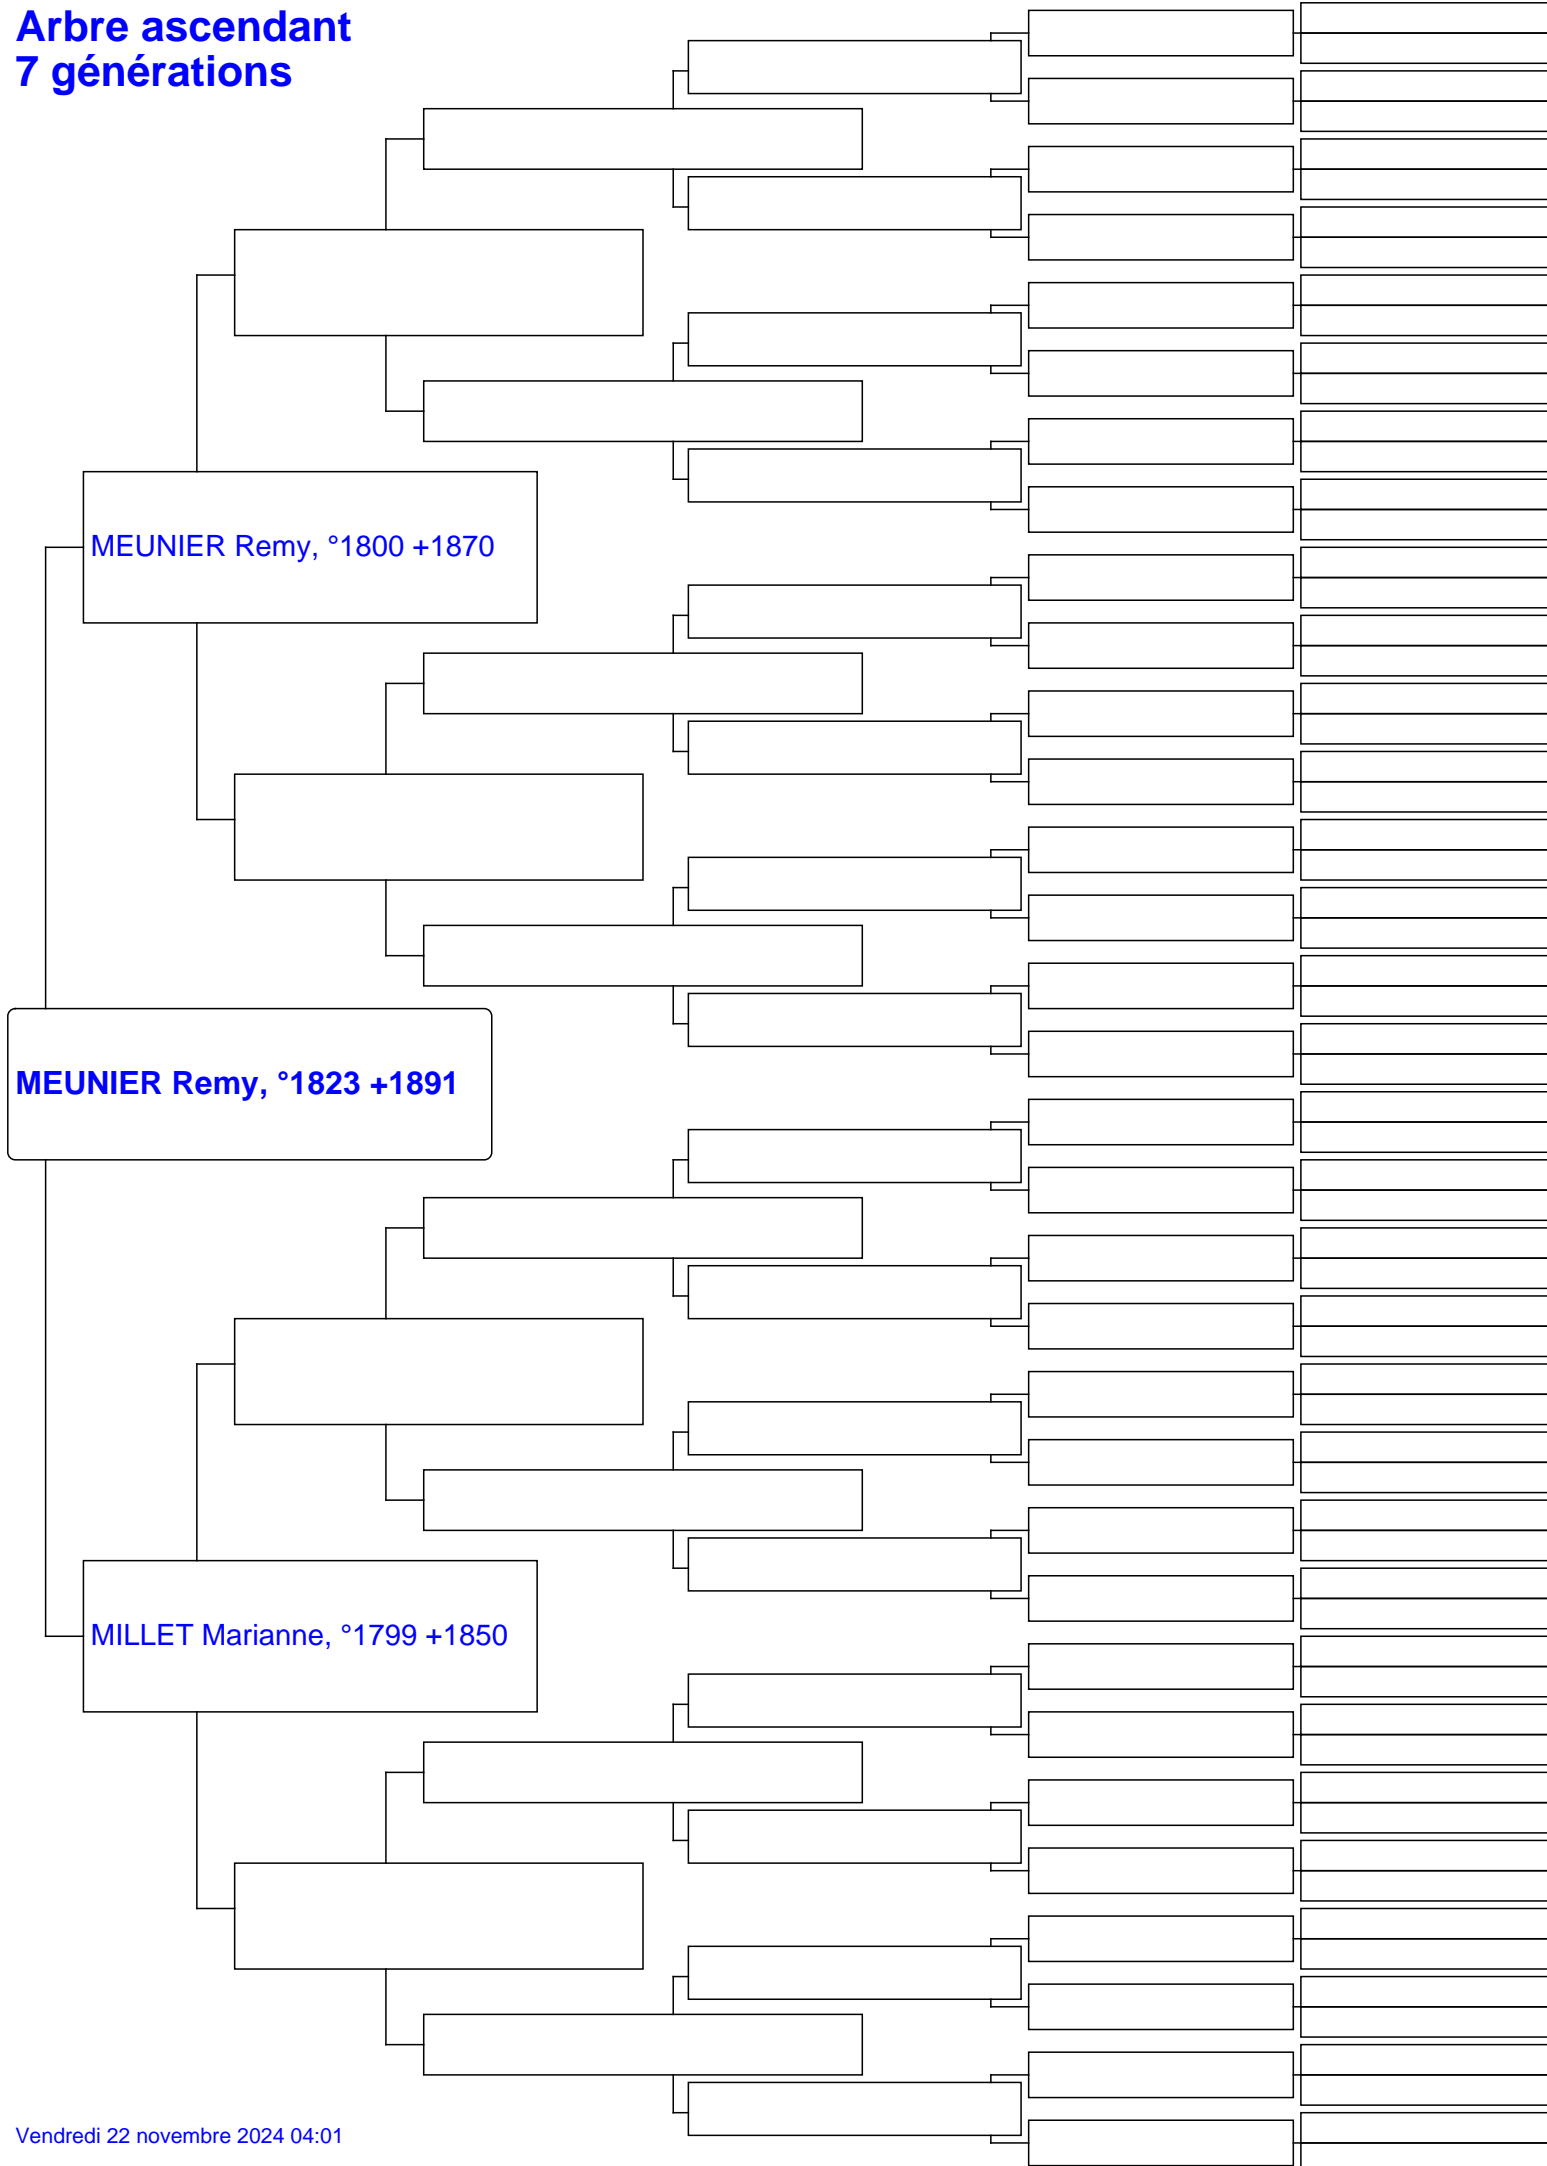 Arbre ascendant
7 générations
MEUNIER Remy, °1800 +1870
MEUNIER Remy, °1823 +1891
MILLET Marianne, °1799 +1850
Vendredi 22 novembre 2024 04:01